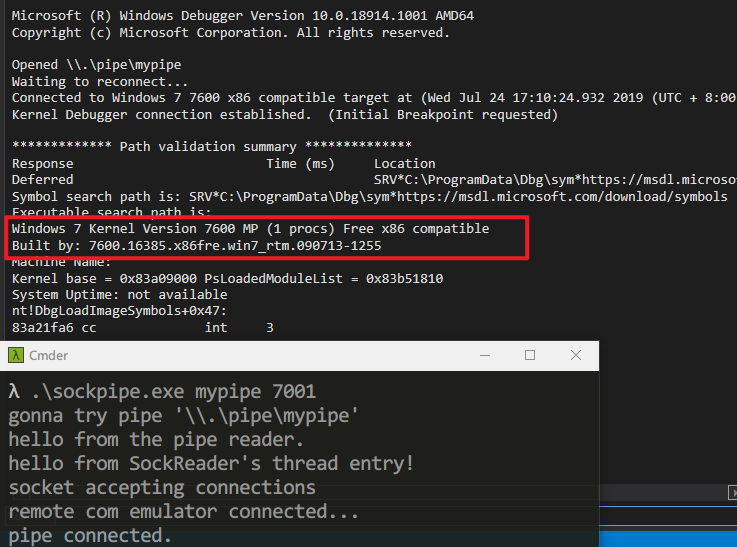 Microsoft (R) Windows Debugger Version 10.0.18914.1001 AMD64
Copyright (c) Microsoft Corporation. All rights reserved.
Opened \\.\pipe\mypipe
Waiting to reconnect...
Connected to Windows 7 7600 x86 compatible target at (Wed Jul 24 17:10:24.932 2019 (UTC + 8:00
Kernel Debugger connection established.  (Initial Breakpoint requested)
************* Path validation summary **************
Response                         Time (ms)     Location
Deferred                                       SRV*C:\ProgramData\Dbg\sym*https://msdl.microso
Symbol search path is: SRV*C:\ProgramData\Dbg\sym*https://msdl.microsoft.com/download/symbols
Executable search path is:
Windows 7 Kernel Version 7600 MP (1 procs) Free x86 compatible
Built by: 7600.16385.x86fre.win7_rtm.090713-1255
Machine Name:
Kernel base = 0x83a09000 PsLoadedModuleList = 0x83b51810
System Uptime: not available
nt!DbgLoadImageSymbols+0x47:
83a21fa6 cc              int     3
λ Cmder
λ .\sockpipe.exe mypipe 7001
gonna try pipe '\\.\pipe\mypipe'
hello from the pipe reader.
hello from SockReader's thread entry!
socket accepting connections
remote com emulator connected...
pipe connected.